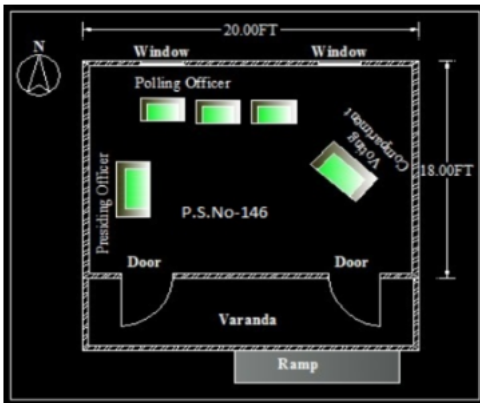 20.00FT
N
Window
Window
Polling Officer
Voting
Compartment
18.00FT
Presiding Officer
P.S.No-146
Door
Door
Varanda
Ramp